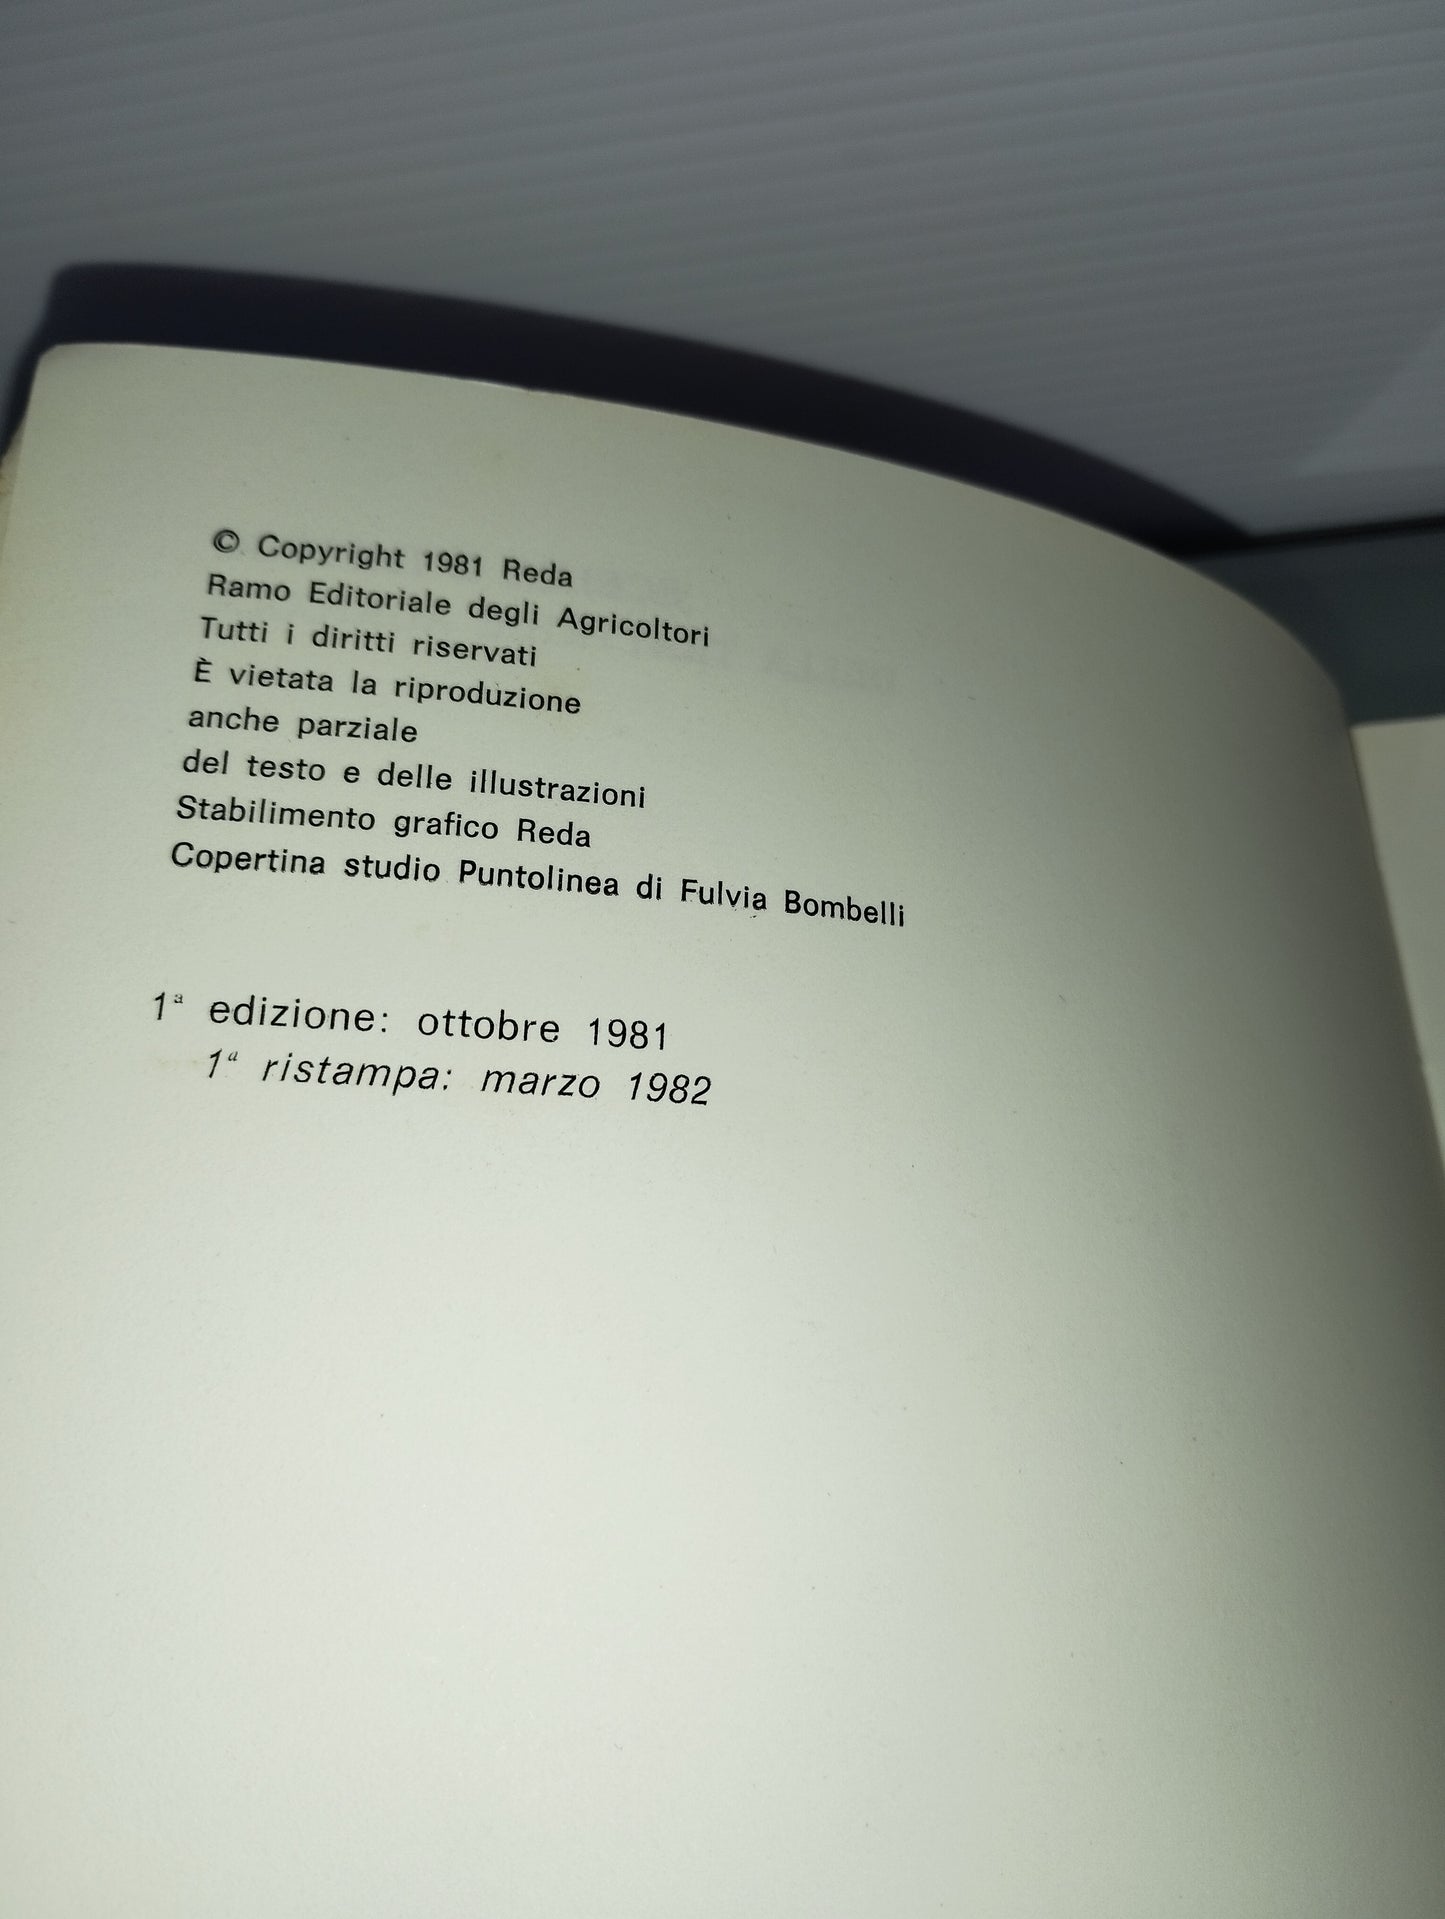 © Copyright 1981 Reda
Ramo Editoriale degli Agricoltori
Tutti i diritti riservati
È vietata la riproduzione
anche parziale
del testo e delle illustrazioni
Stabilimento grafico Reda
Copertina studio Puntolinea di Fulvia Bombelli
1ª edizione: ottobre 1981
1ª ristampa: marzo 1982